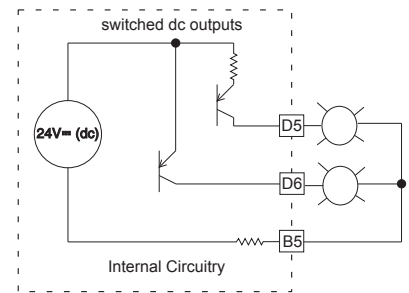 switched dc outputs
24V= (dc)
D5
D6
B5
Internal Circuitry